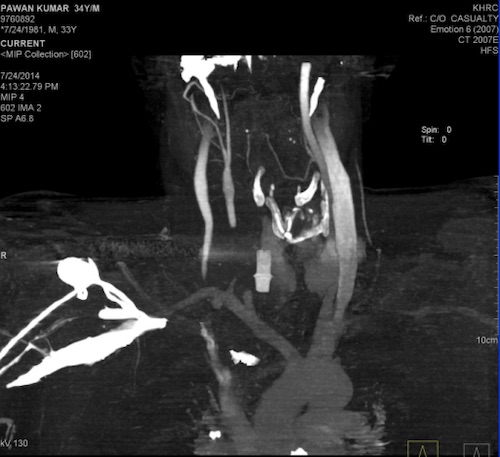 PAWAN KUMAR 34Y/M
9760892
*7/24/1981, M, 33Y
CURRENT
<MIP Collection> [602]
7/24/2014
4:13:22.79 PM
MIP 4
602 IMA 2
SP A6.8
KHRC
Ref.: C/O CASUALTY
Emotion 6 (2007)
CT 2007E
HFS
Spin: 0
Tilt: 0
R
10cm
kV, 130
A
A